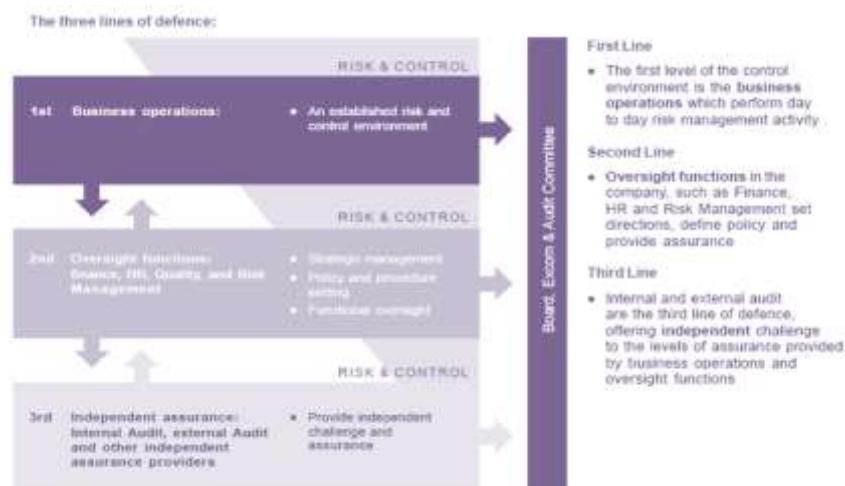 The three lines of defence:
RISK & CONTROL
1st Business operations:
• An established risk and
control environment
RISK & CONTROL
2nd Oversight functions:
finance, HR, Quality, and Risk
Management
• Strategic management
• Policy and procedure
setting
• Functional oversight
RISK & CONTROL
3rd Independent assurance:
Internal Audit, external Audit
and other independent
assurance providers
• Provide independent
challenge and
assurance
Board, Excom & Audit Committee
First Line
• The first level of the control
environment is the business
operations which perform day
to day risk management activity
Second Line
• Oversight functions in the
company, such as Finance,
HR and Risk Management set
directions, define policy and
provide assurance
Third Line
• Internal and external audit
are the third line of defence,
offering independent challenge
to the levels of assurance provided
by business operations and
oversight functions